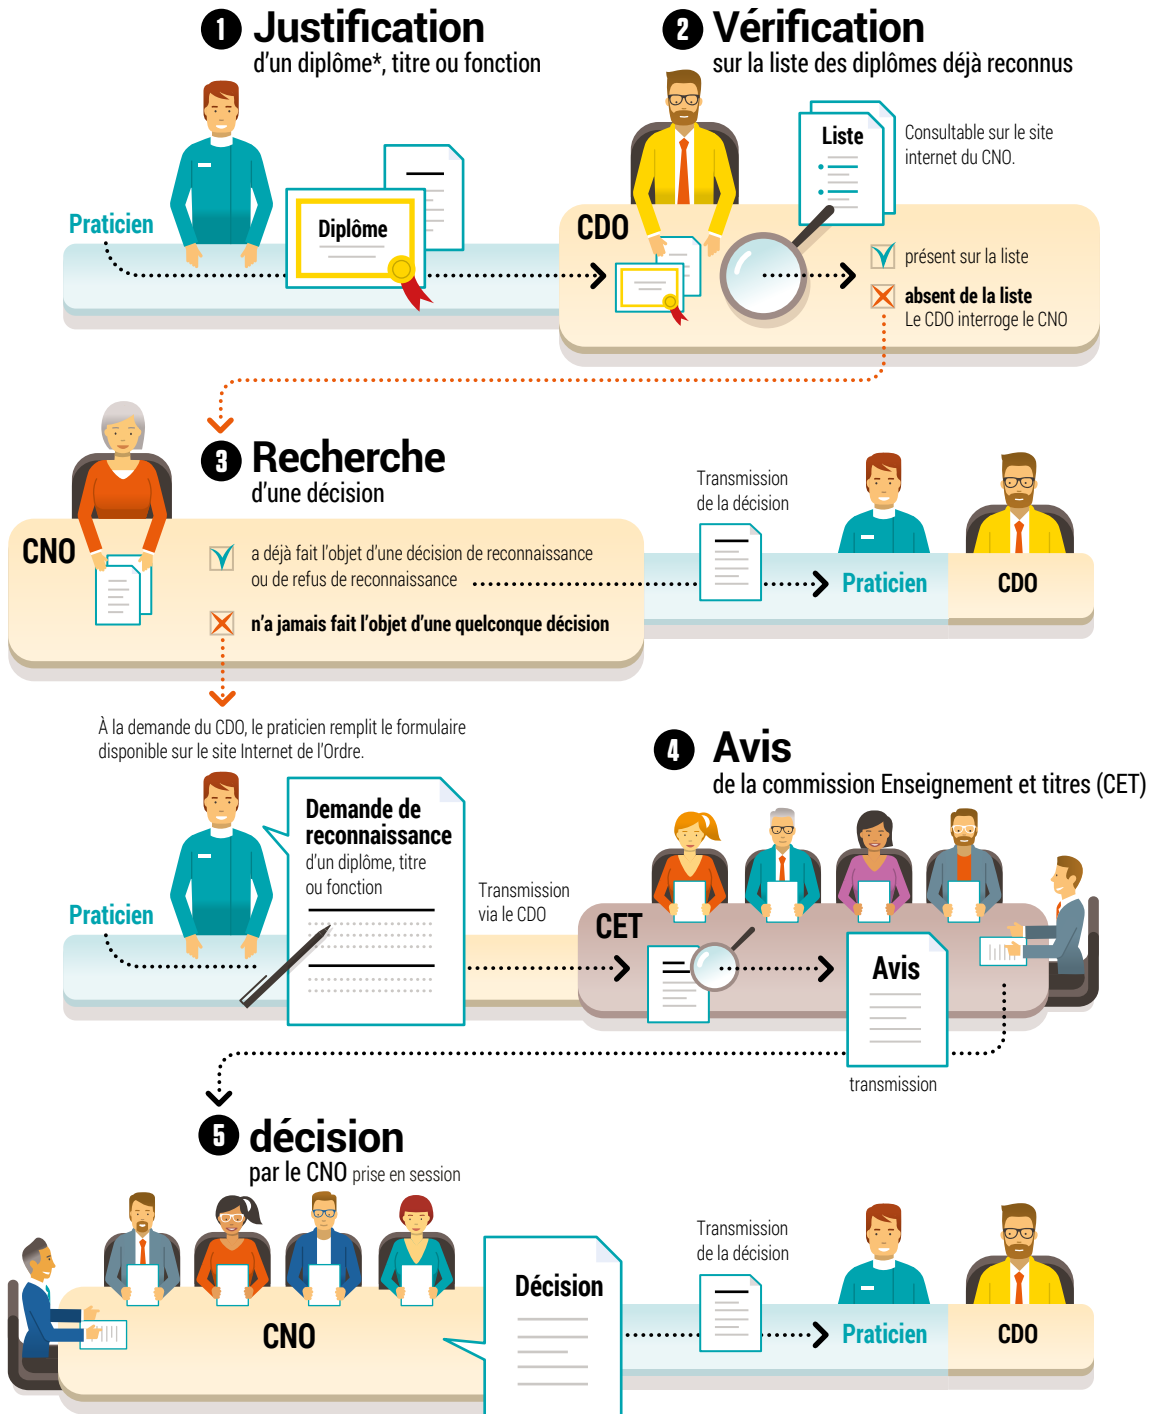 1 Justification
d'un diplôme*, titre ou fonction
2 Vérification
sur la liste des diplômes déjà reconnus
Praticien
Diplôme
CDO
Liste
Consultable sur le site
internet du CNO.
présent sur la liste
absent de la liste
Le CDO interroge le CNO
3 Recherche
d'une décision
CNO
a déjà fait l'objet d'une décision de reconnaissance
ou de refus de reconnaissance
n'a jamais fait l'objet d'une quelconque décision
Transmission
de la décision
Praticien
CDO
À la demande du CDO, le praticien remplit le formulaire
disponible sur le site Internet de l'Ordre.
Praticien
Demande de
reconnaissance
d'un diplôme, titre
ou fonction
Transmission
via le CDO
4 Avis
de la commission Enseignement et titres (CET)
CET
Avis
transmission
5 décision
par le CNO prise en session
CNO
Décision
Transmission
de la décision
Praticien
CDO